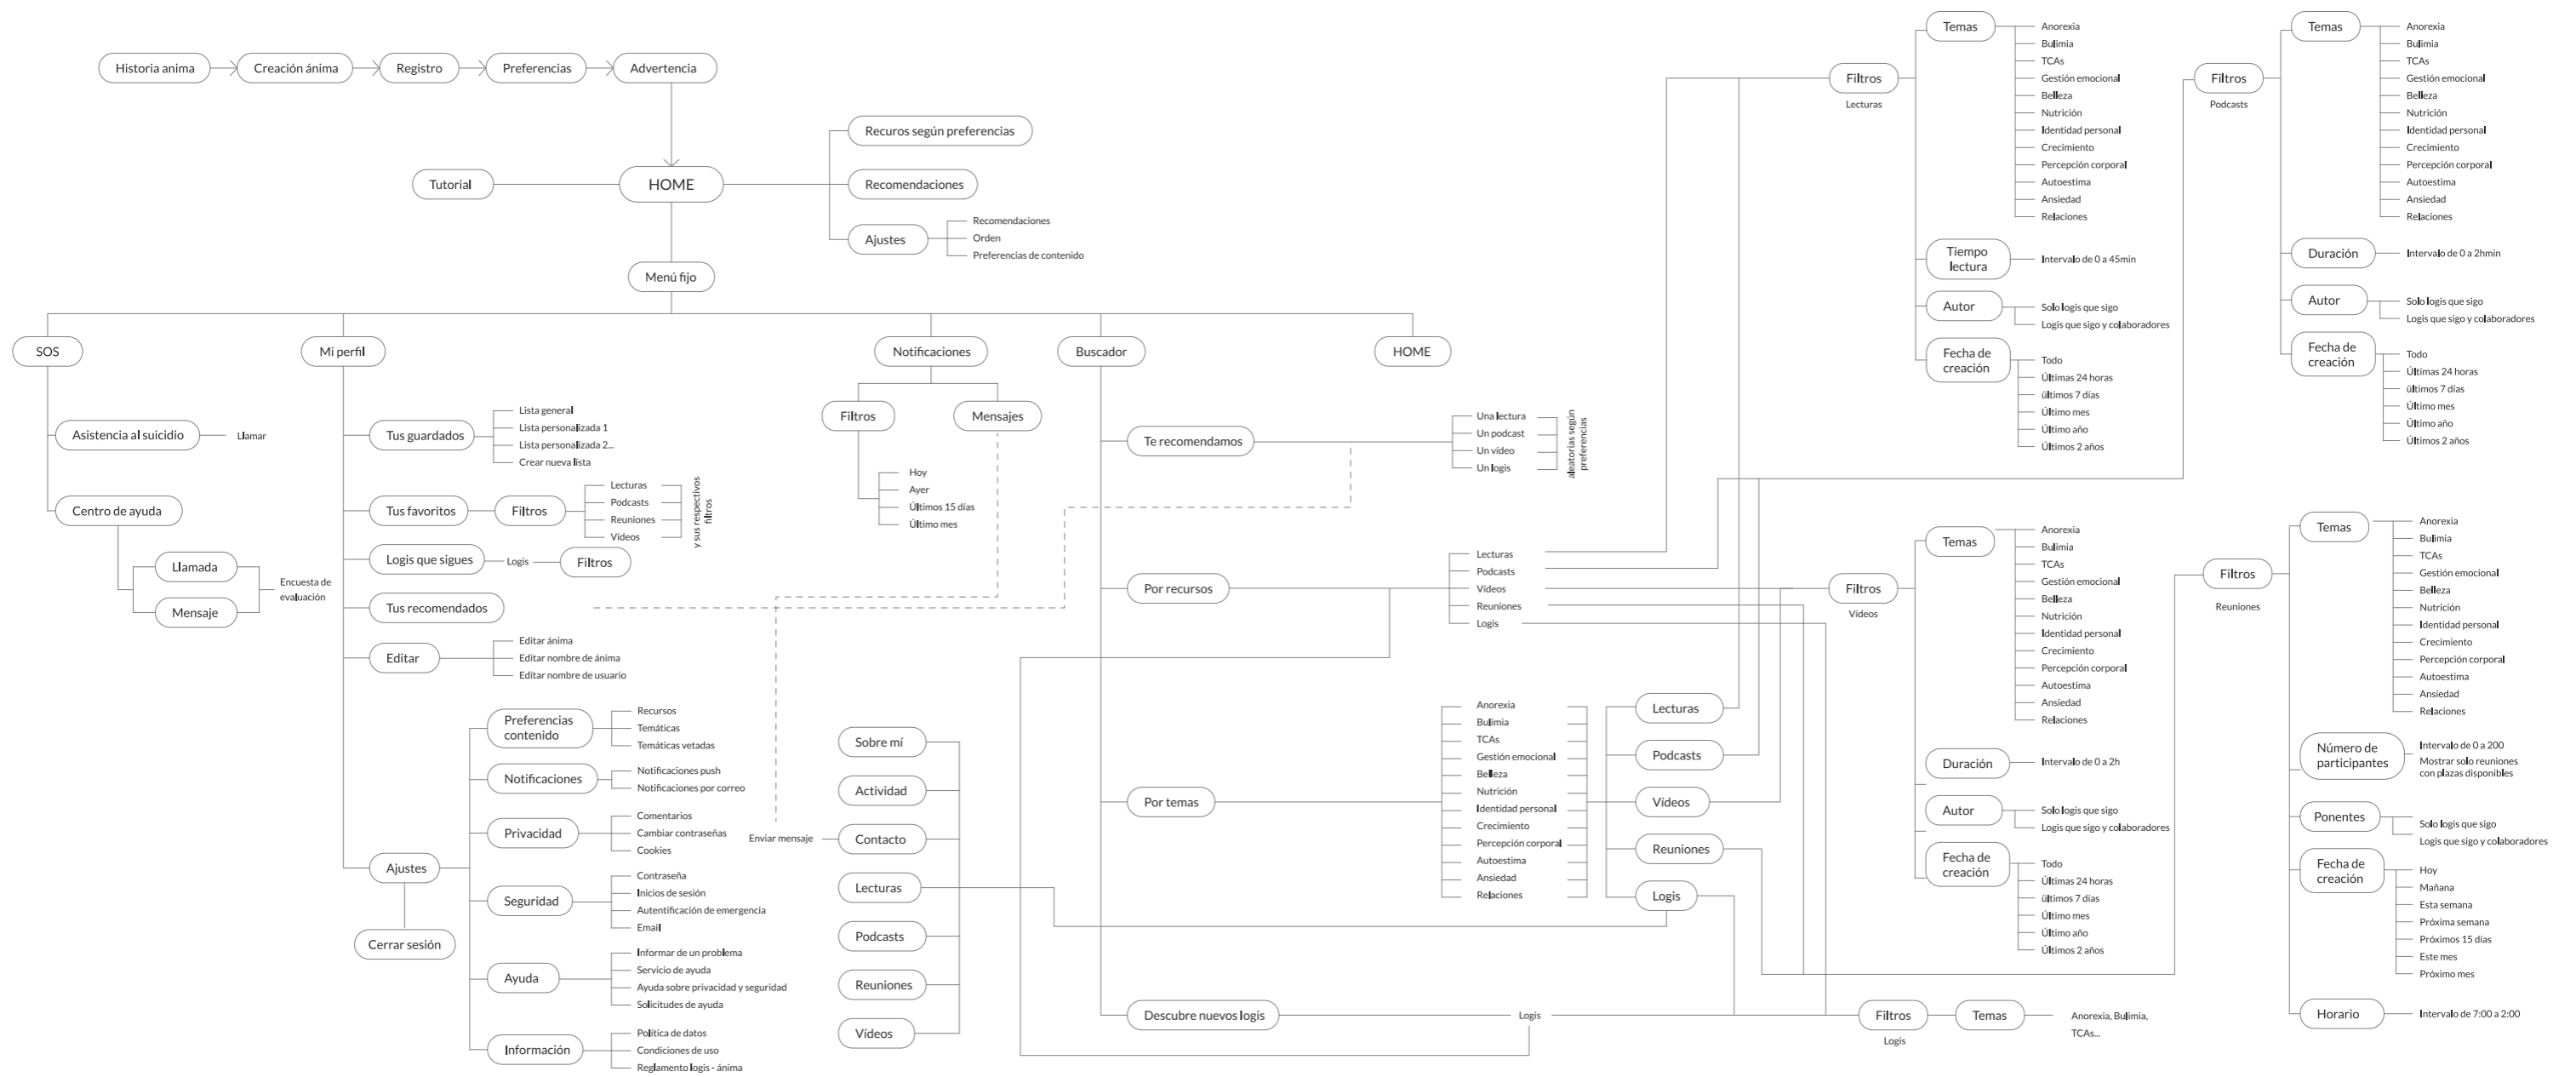 Historia anima
Creación ánima
Registro
Preferencias
Advertencia
Tutorial
HOME
Recuros según preferencias
Recomendaciones
Ajustes
Recomendaciones
Orden
Preferencias de contenido
Menú fijo
SOS
Asistencia al suicidio
Llamar
Centro de ayuda
Llamada
Mensaje
Encuesta de
evaluación
Mi perfil
Tus guardados
Lista general
Lista personalizada 1
Lista personalizada 2...
Crear nueva lista
Tus favoritos
Filtros
Lecturas
Podcasts
Reuniones
Vídeos
y sus respectivos
filtros
Logis que sigues
Logis
Filtros
Tus recomendados
Editar
Editar ánima
Editar nombre de ánima
Editar nombre de usuario
Ajustes
Cerrar sesión
Preferencias
contenido
Recursos
Temáticas
Temáticas vetadas
Notificaciones
Notificaciones push
Notificaciones por correo
Privacidad
Comentarios
Cambiar contraseñas
Cookies
Seguridad
Contraseña
Inicios de sesión
Autentificación de emergencia
Email
Ayuda
Informar de un problema
Servicio de ayuda
Ayuda sobre privacidad y seguridad
Solicitudes de ayuda
Información
Política de datos
Condiciones de uso
Reglamento logis - ánima
Notificaciones
Filtros
Hoy
Ayer
Últimos 15 días
Último mes
Mensajes
Enviar mensaje
Sobre mí
Actividad
Contacto
Lecturas
Podcasts
Reuniones
Vídeos
Buscador
Te recomendamos
Una lectura
Un podcast
Un vídeo
Un logis
aleatorias según
preferencias
Por recursos
Lecturas
Podcasts
Vídeos
Reuniones
Logis
Por temas
Anorexia
Bulimia
TCAs
Gestión emocional
Belleza
Nutrición
Identidad personal
Crecimiento
Percepción corporal
Autoestima
Ansiedad
Relaciones
Lecturas
Podcasts
Vídeos
Reuniones
Logis
Descubre nuevos logis
Logis
HOME
Filtros
Lecturas
Temas
Anorexia
Bulimia
TCAs
Gestión emocional
Belleza
Nutrición
Identidad personal
Crecimiento
Percepción corporal
Autoestima
Ansiedad
Relaciones
Tiempo
lectura
Intervalo de 0 a 45min
Autor
Solo logis que sigo
Logis que sigo y colaboradores
Fecha de
creación
Todo
Últimas 24 horas
últimos 7 días
Último mes
Último año
Últimos 2 años
Filtros
Podcasts
Temas
Anorexia
Bulimia
TCAs
Gestión emocional
Belleza
Nutrición
Identidad personal
Crecimiento
Percepción corporal
Autoestima
Ansiedad
Relaciones
Duración
Intervalo de 0 a 2hmin
Autor
Solo logis que sigo
Logis que sigo y colaboradores
Fecha de
creación
Todo
Últimas 24 horas
últimos 7 días
Último mes
Último año
Últimos 2 años
Filtros
Vídeos
Temas
Anorexia
Bulimia
TCAs
Gestión emocional
Belleza
Nutrición
Identidad personal
Crecimiento
Percepción corporal
Autoestima
Ansiedad
Relaciones
Duración
Intervalo de 0 a 2h
Autor
Solo logis que sigo
Logis que sigo y colaboradores
Fecha de
creación
Todo
Últimas 24 horas
últimos 7 días
Último mes
Último año
Últimos 2 años
Filtros
Reuniones
Temas
Anorexia
Bulimia
TCAs
Gestión emocional
Belleza
Nutrición
Identidad personal
Crecimiento
Percepción corporal
Autoestima
Ansiedad
Relaciones
Número de
participantes
Intervalo de 0 a 200
Mostrar solo reuniones
con plazas disponibles
Ponentes
Solo logis que sigo
Logis que sigo y colaboradores
Fecha de
creación
Hoy
Mañana
Esta semana
Próxima semana
Próximos 15 días
Este mes
Próximo mes
Horario
Intervalo de 7:00 a 2:00
Filtros
Logis
Temas
Anorexia, Bulimia,
TCAs...